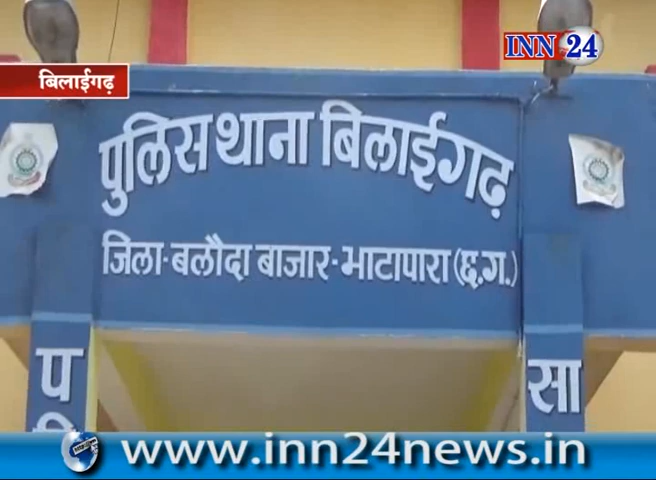 INN 24
बिलाईगढ़
पुलिस थाना बिलाईगढ़
जिला-बलौदा बाजार-भाटापारा (छ.ग.)
प
सा
www.inn24news.in